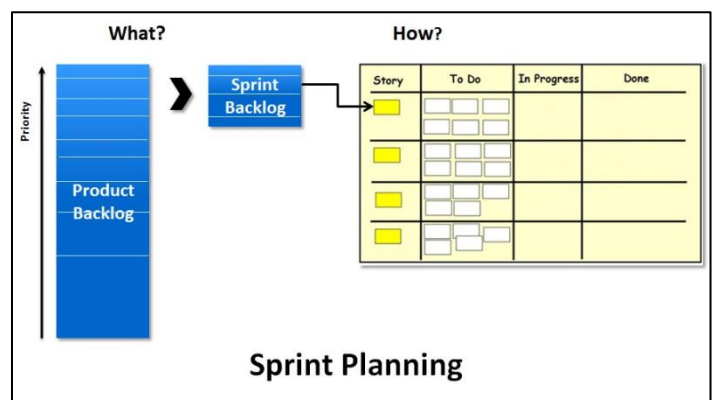 What?
How?
Priority
Product
Backlog
Sprint
Backlog
Story To Do In Progress Done
Sprint Planning